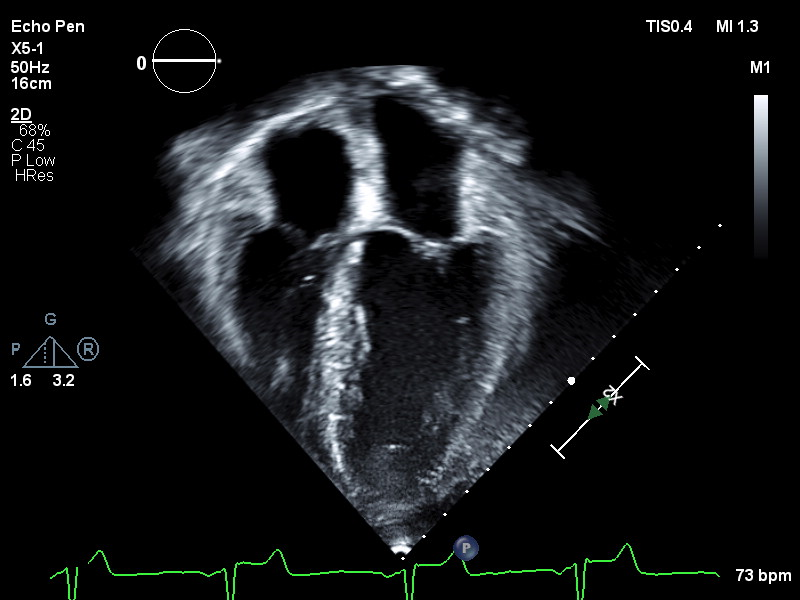 Echo Pen
X5-1
50Hz
16cm
2D
68%
C 45
P Low
HRes
TIS0.4 MI 1.3
M1
0
G
P R
1.6 3.2
P
73 bpm